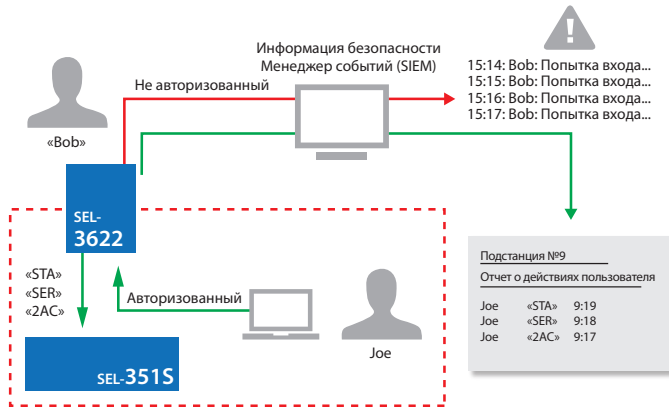 Информация безопасности
Менеджер событий (SIEM)
15:14: Bob: Попытка входа...
15:15: Bob: Попытка входа...
15:16: Bob: Попытка входа...
15:17: Bob: Попытка входа...
Не авторизованный
«Bob»
SEL-
3622
«STA»
«SER»
«2AC»
Авторизованный
Joe
SEL-351S
Подстанция №9
Отчет о действиях пользователя
Joe «STA» 9:19
Joe «SER» 9:18
Joe «2AC» 9:17